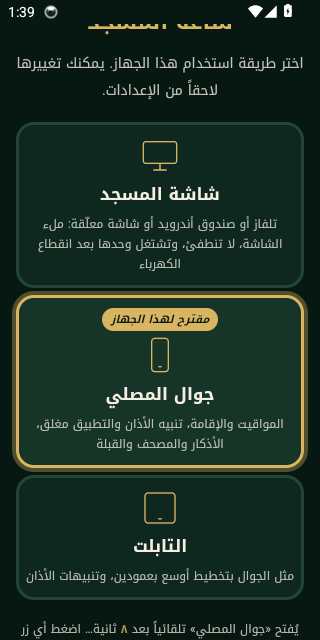 1:39
اختر طريقة استخدام هذا الجهاز. يمكنك تغييرها
لاحقاً من الإعدادات.
شاشة المسجد
تلفاز أو صندوق أندرويد أو شاشة معلّقة: ملء
الشاشة، لا تنطفئ، وتشتغل وحدها بعد انقطاع
الكهرباء
مقترح لهذا الجهاز
جوال المصلي
المواقيت والإقامة، تنبيه الأذان والتطبيق مغلق،
الأذكار والمصحف والقبلة
التابلت
مثل الجوال بتخطيط أوسع بعمودين، وتنبيهات الأذان
يُفتح «جوال المصلي» تلقائياً بعد ٨ ثانية… اضغط أي زر